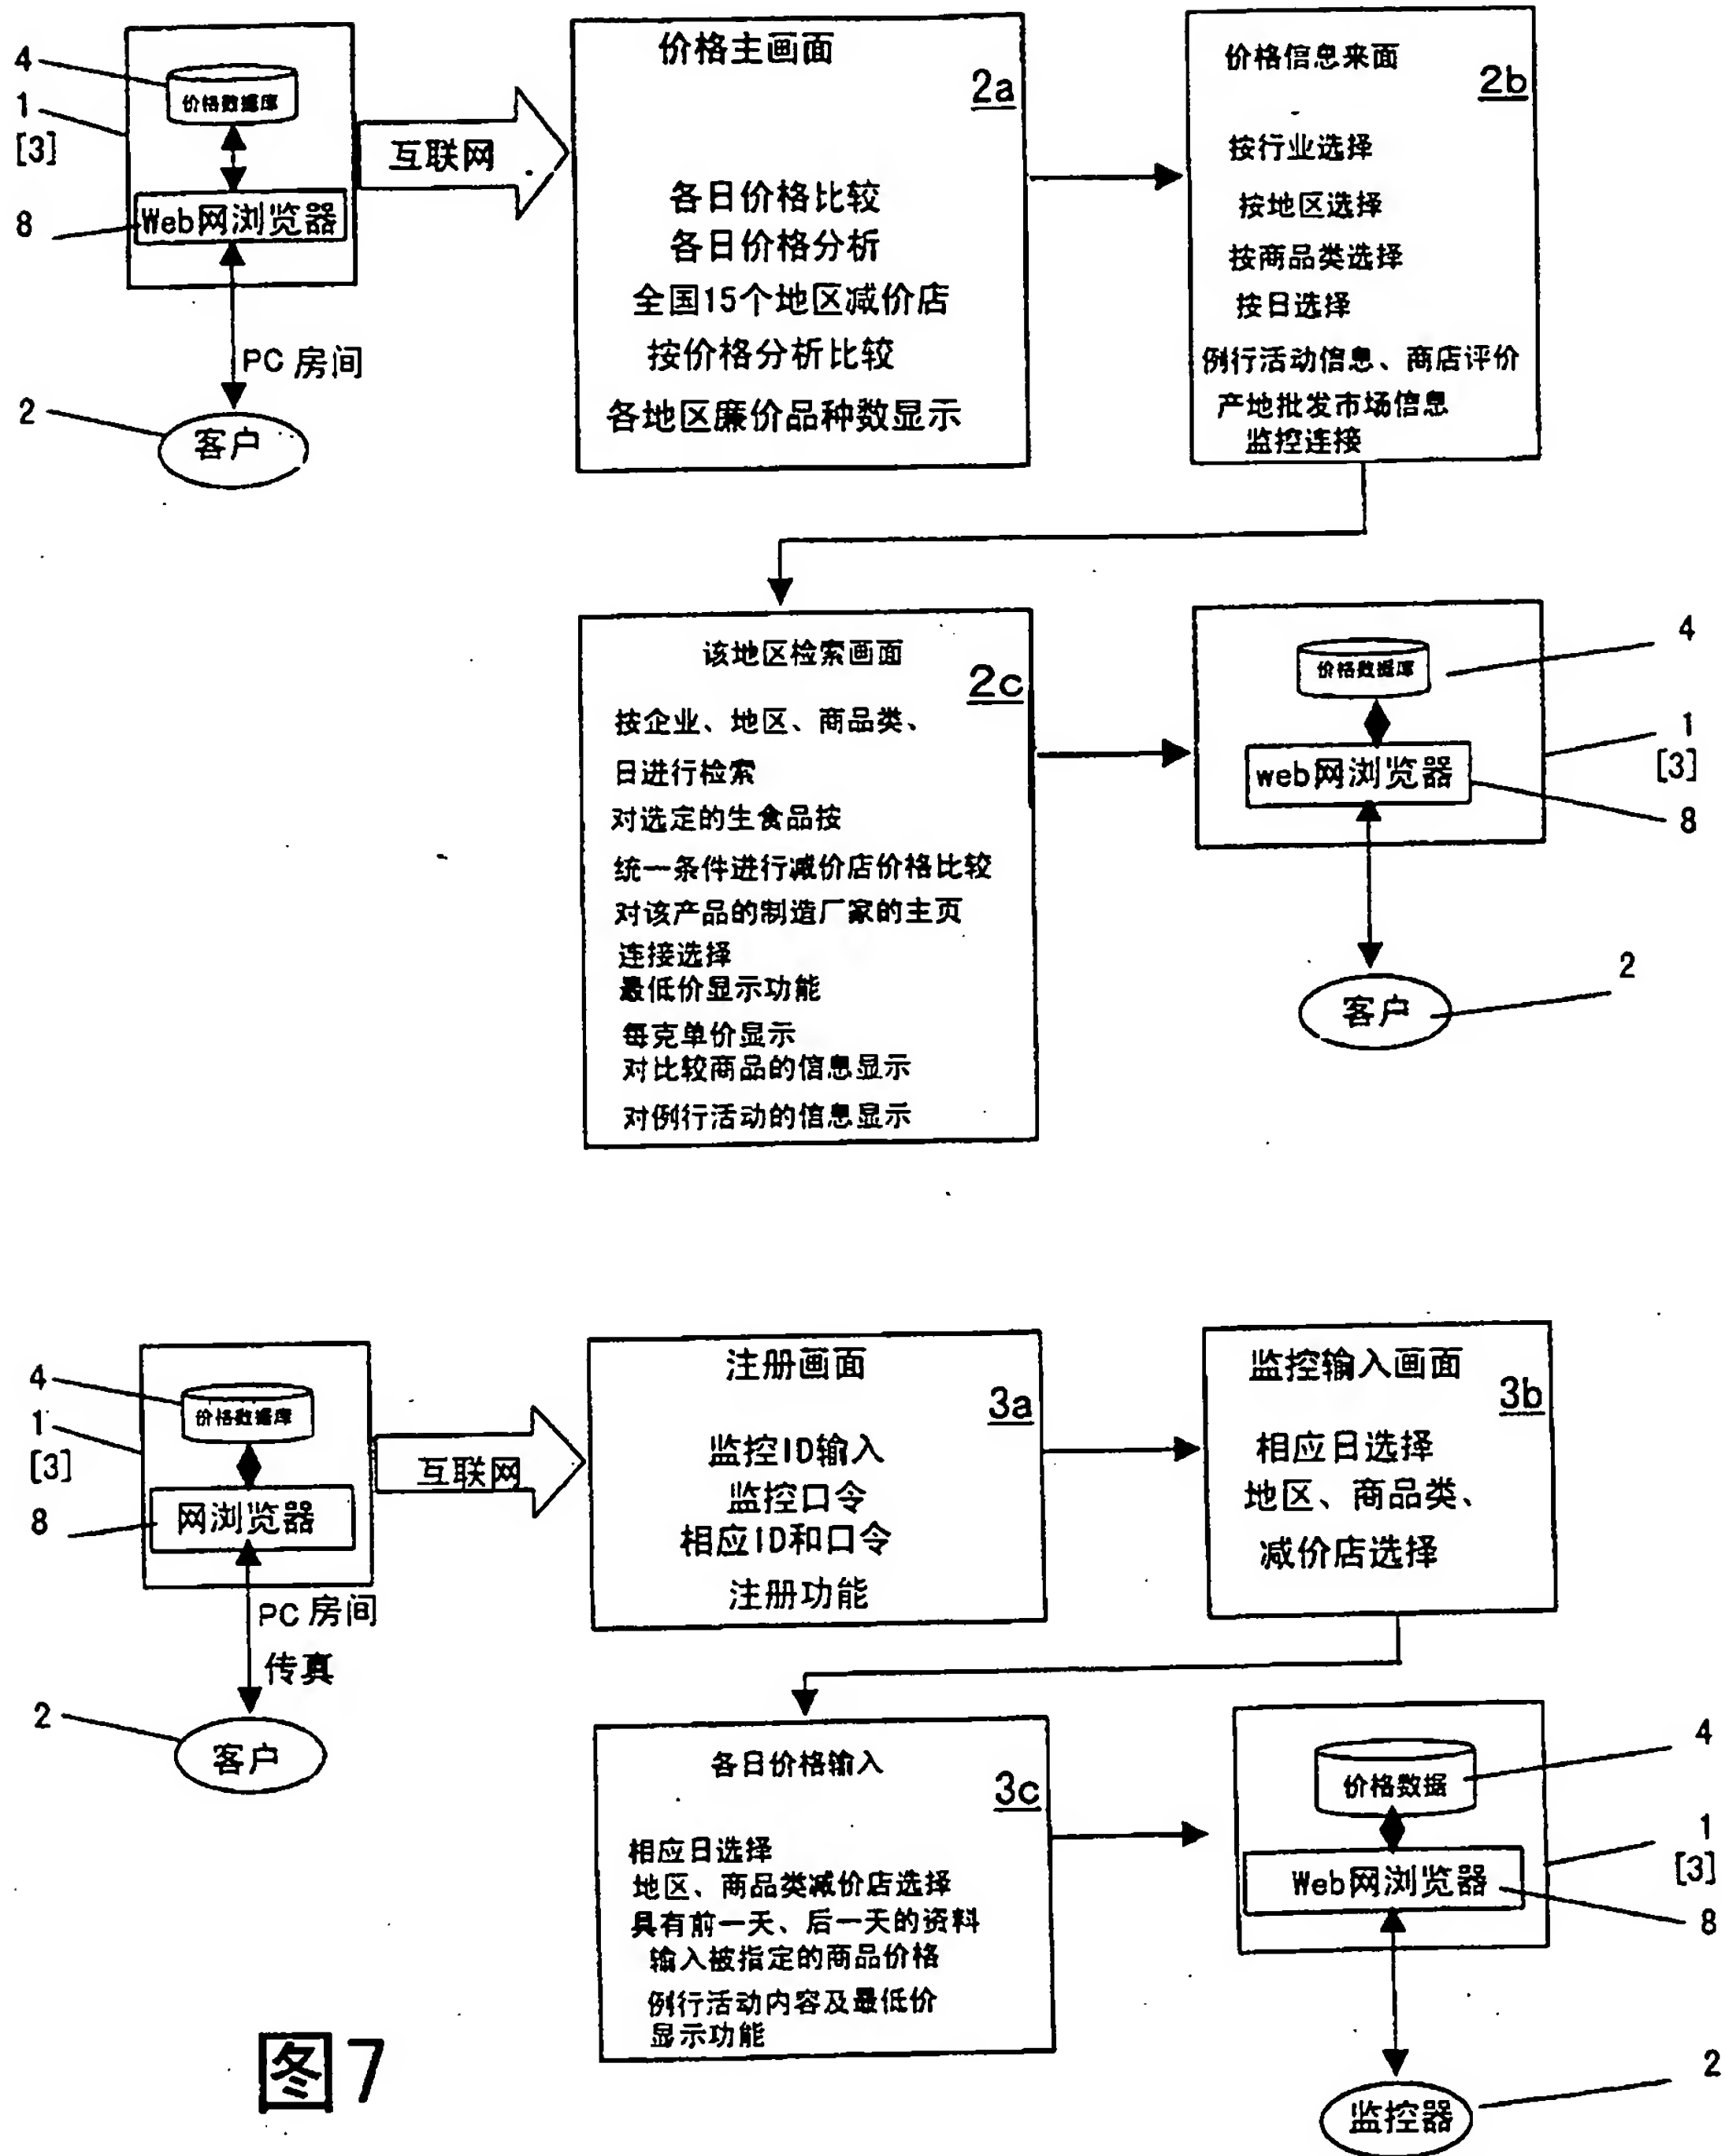 4
价格数据库
1
[3]
8
Web网浏览器
互联网
PC 房间
2
客户
价格主画面
2a
各日价格比较
各日价格分析
全国15个地区减价店
按价格分析比较
各地区廉价品种数显示
价格信息来面
2b
按行业选择
按地区选择
按商品类选择
按日选择
例行活动信息、商店评价
产地批发市场信息
监控连接
该地区检索画面
2c
按企业、地区、商品类、
日进行检索
对选定的生食品按
统一条件进行减价店价格比较
对该产品的制造厂家的主页
连接选择
最低价显示功能
每克单价显示
对比较商品的信息显示
对例行活动的信息显示
价格数据库
4
web网浏览器
1
[3]
8
客户
2
4
价格数据库
1
[3]
8
网浏览器
互联网
PC 房间
传真
2
客户
注册画面
3a
监控ID输入
监控口令
相应ID和口令
注册功能
监控输入画面
3b
相应日选择
地区、商品类、
减价店选择
各日价格输入
3c
相应日选择
地区、商品类减价店选择
具有前一天、后一天的资料
输入被指定的商品价格
例行活动内容及最低价
显示功能
价格数据
4
Web网浏览器
1
[3]
8
监控器
2
图7